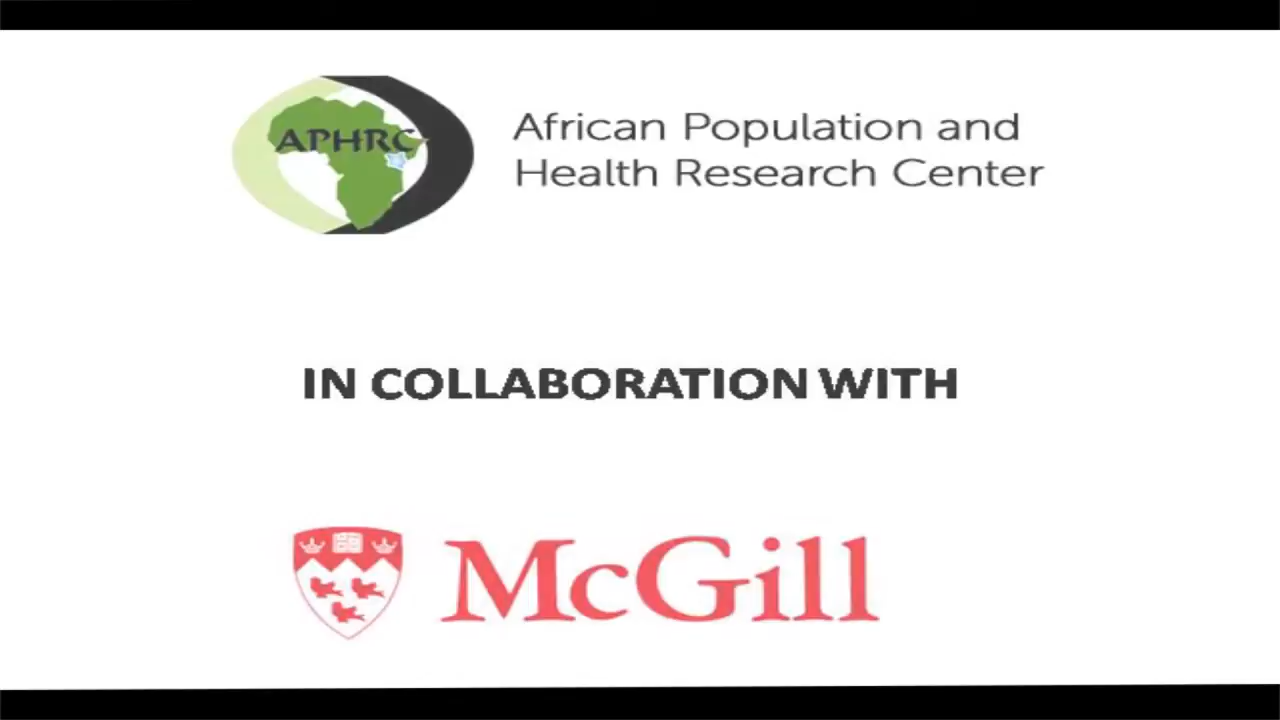 APHRC
African Population and
Health Research Center
IN COLLABORATION WITH
McGill